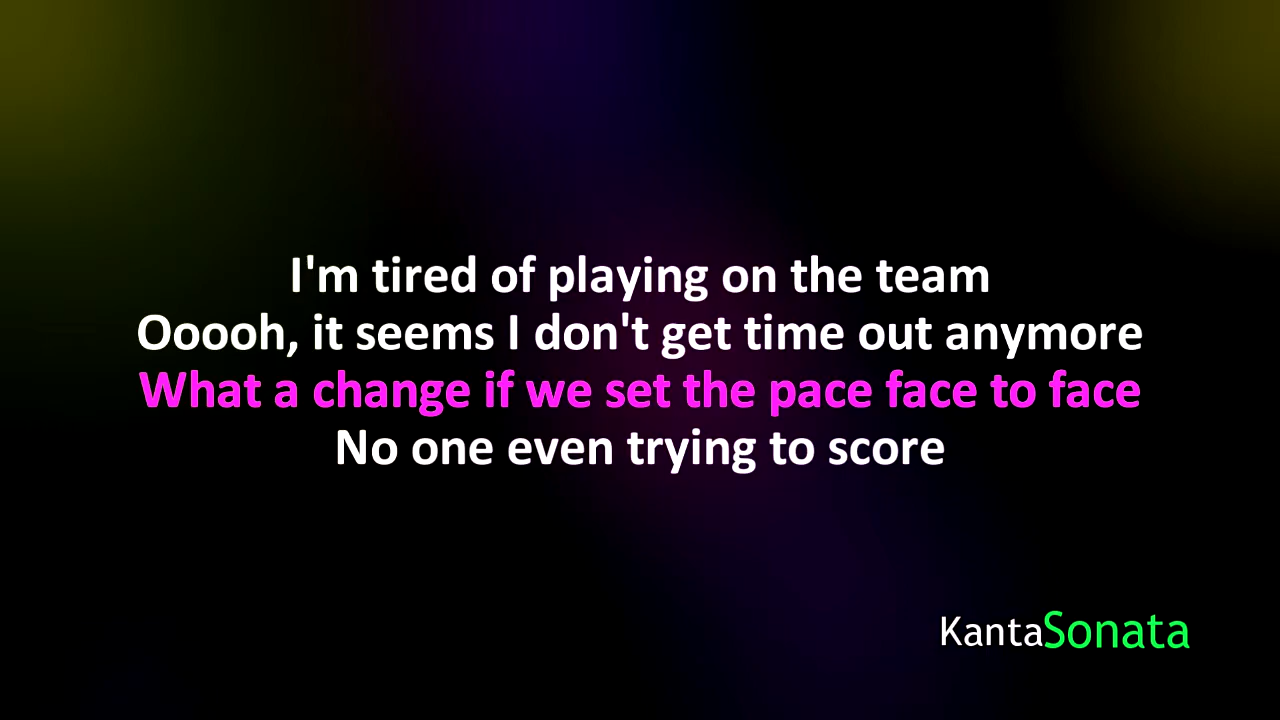 I'm tired of playing on the team
Ooooh, it seems I don't get time out anymore
What a change if we set the pace face to face
No one even trying to score
KantaSonata